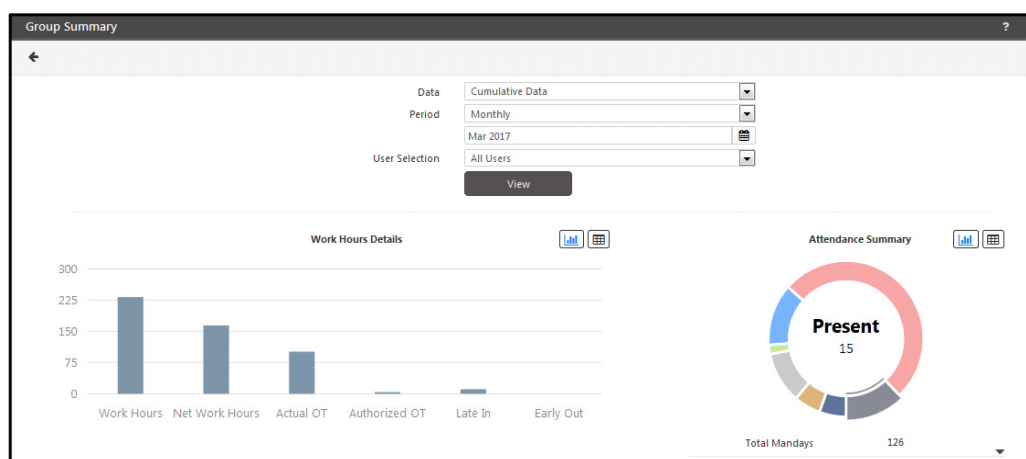 Group Summary ?
Data Cumulative Data
Period Monthly
Mar 2017
User Selection All Users
View
Work Hours Details
300
225
150
75
0
Work Hours Net Work Hours Actual OT Authorized OT Late In Early Out
Attendance Summary
Present
15
Total Mandays 126